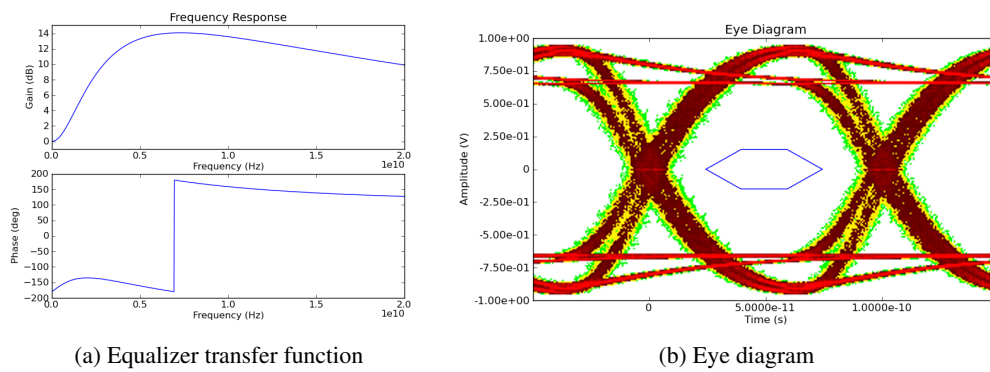 Frequency Response
14
12
10
8
6
4
2
0
Gain (dB)
0.0
0.5
1.0
1.5
2.0
1e10
Frequency (Hz)
200
150
100
50
0
−50
−100
−150
−200
Phase (deg)
0.0
0.5
1.0
1.5
2.0
1e10
Frequency (Hz)
(a) Equalizer transfer function
Eye Diagram
1.00e+00
7.50e-01
5.00e-01
2.50e-01
0
-2.50e-01
-5.00e-01
-7.50e-01
-1.00e+00
Amplitude (V)
0
5.0000e-11
1.0000e-10
Time (s)
(b) Eye diagram